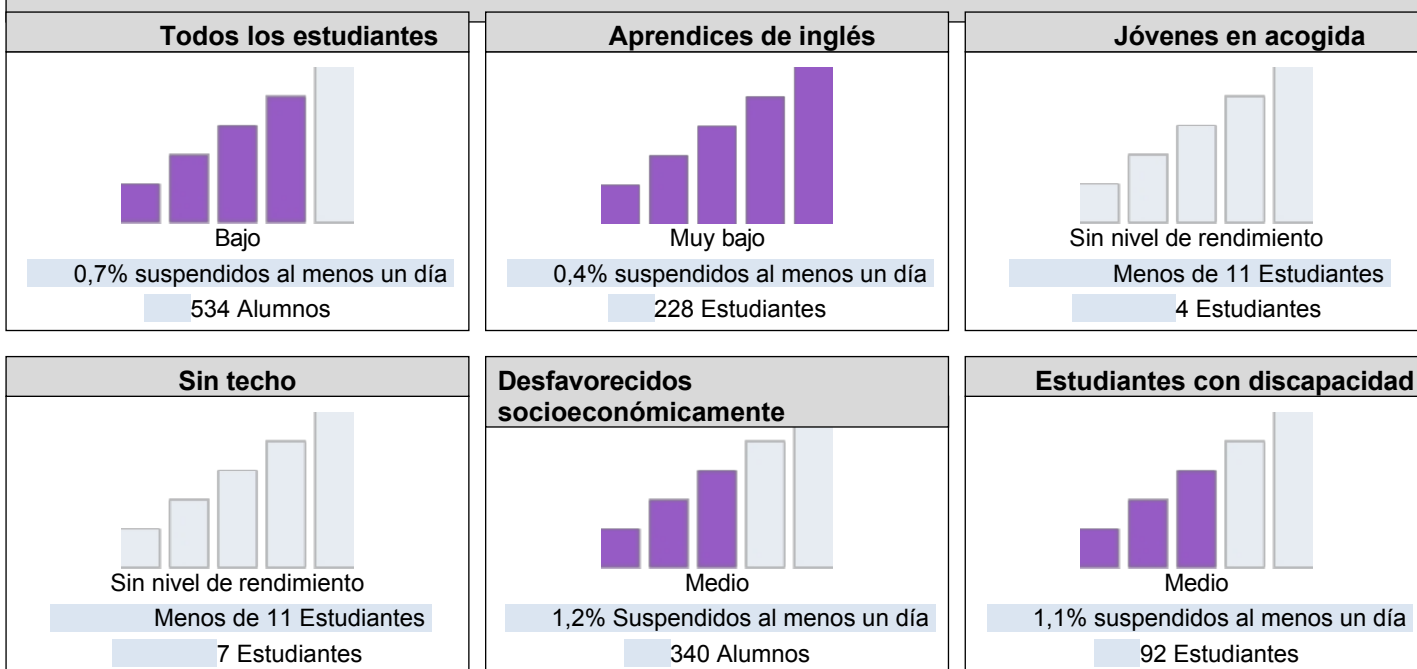 Todos los estudiantes
Bajo
0,7% suspendidos al menos un día
534 Alumnos
Aprendices de inglés
Muy bajo
0,4% suspendidos al menos un día
228 Estudiantes
Jóvenes en acogida
Sin nivel de rendimiento
Menos de 11 Estudiantes
4 Estudiantes
Sin techo
Sin nivel de rendimiento
Menos de 11 Estudiantes
7 Estudiantes
Desfavorecidos
socioeconómicamente
Medio
1,2% Suspendidos al menos un día
340 Alumnos
Estudiantes con discapacidad
Medio
1,1% suspendidos al menos un día
92 Estudiantes